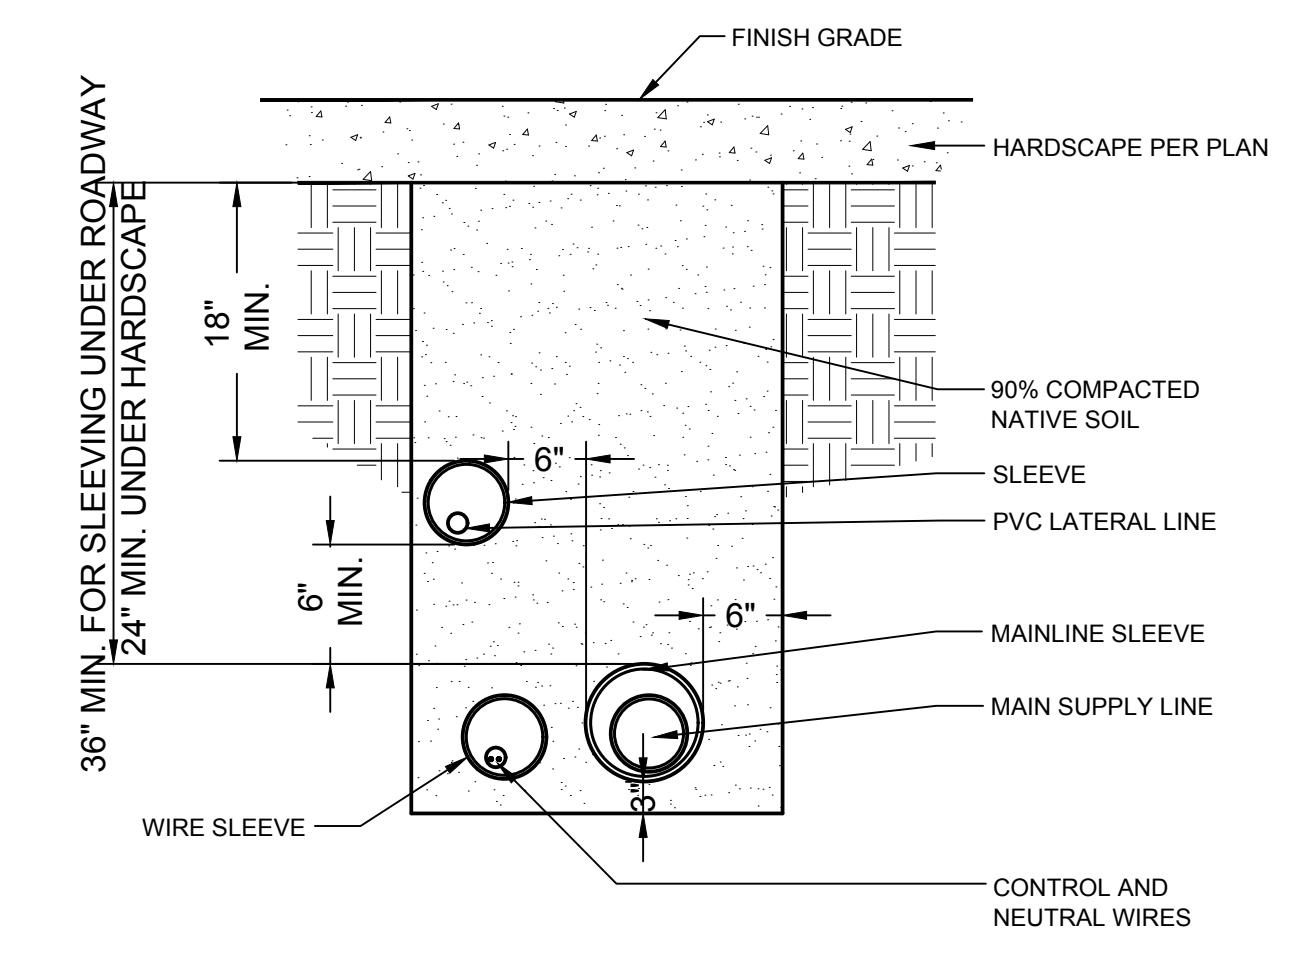 FINISH GRADE
HARDSCAPE PER PLAN
36" MIN. FOR SLEEVING UNDER ROADWAY
24" MIN. UNDER HARDSCAPE
18"
MIN.
90% COMPACTED
NATIVE SOIL
6"
SLEEVE
PVC LATERAL LINE
6"
MIN.
6"
MAINLINE SLEEVE
MAIN SUPPLY LINE
3"
WIRE SLEEVE
CONTROL AND
NEUTRAL WIRES